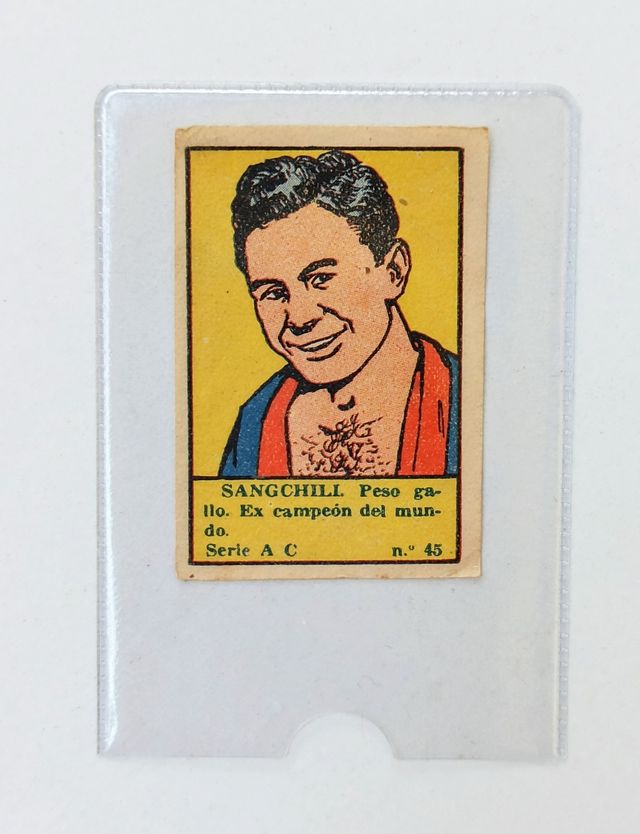 SANGCHILI. Peso ga-
llo. Ex campeón del mun-
do.
Serie A C n.º 45